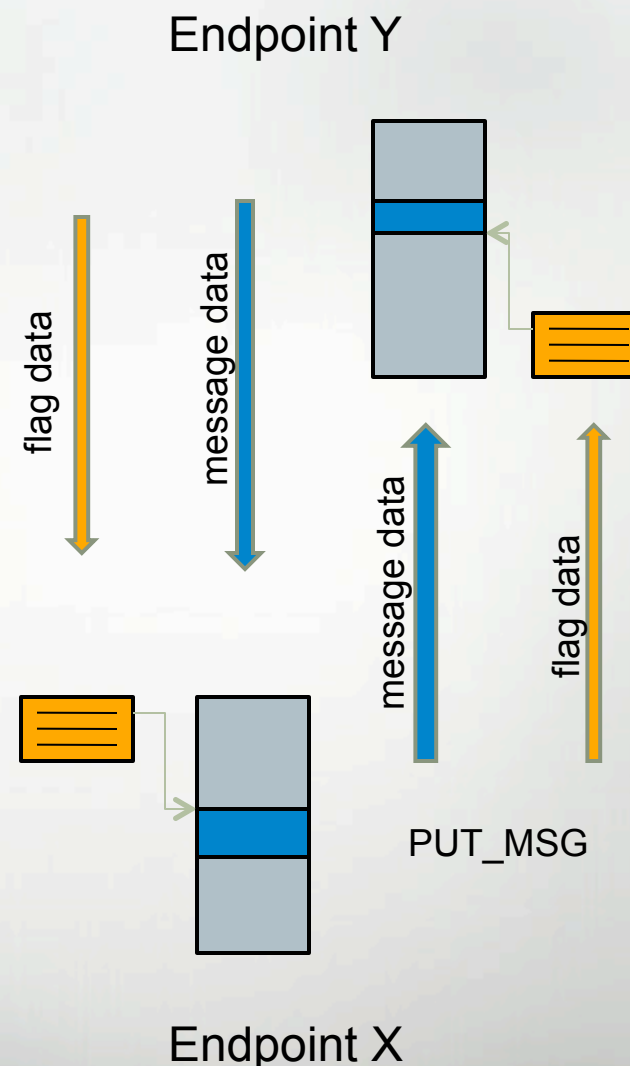 Endpoint Y
flag data
message data
message data
flag data
PUT_MSG
Endpoint X